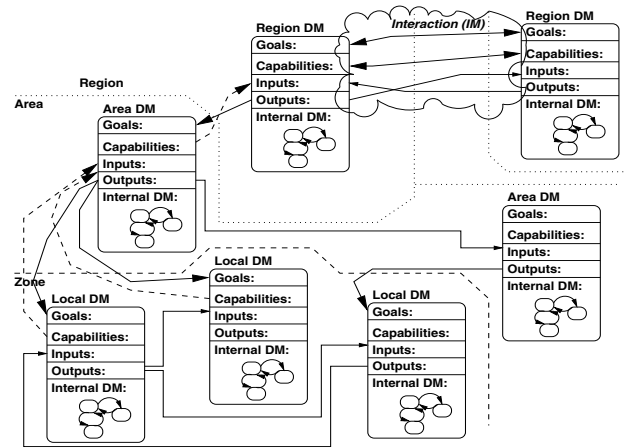 Region DM
Goals:
Capabilities:
Inputs:
Outputs:
Internal DM:
Interaction (IM)
Region DM
Goals:
Capabilities:
Inputs:
Outputs:
Internal DM:
Region
Area
Area DM
Goals:
Capabilities:
Inputs:
Outputs:
Internal DM:
Area DM
Goals:
Capabilities:
Inputs:
Outputs:
Internal DM:
Zone
Local DM
Goals:
Capabilities:
Inputs:
Outputs:
Internal DM:
Local DM
Goals:
Capabilities:
Inputs:
Outputs:
Internal DM:
Local DM
Goals:
Capabilities:
Inputs:
Outputs:
Internal DM: